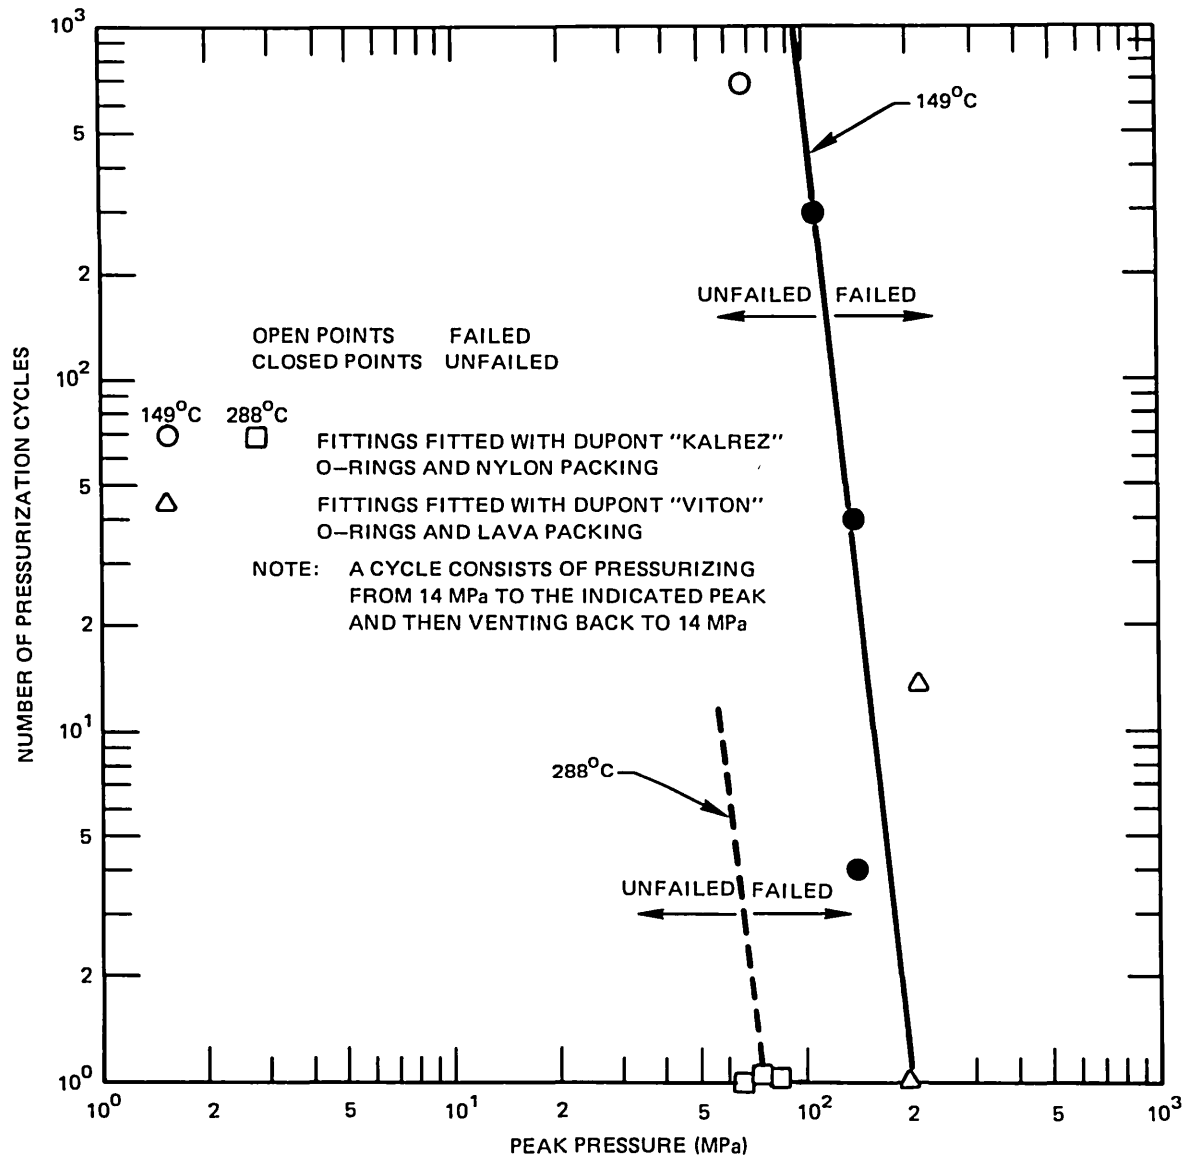 10³
5
149°C
2
UNFAILED FAILED
OPEN POINTS FAILED
CLOSED POINTS UNFAILED
10²
149°C 288°C
FITTINGS FITTED WITH DUPONT "KALREZ"
O–RINGS AND NYLON PACKING
5
FITTINGS FITTED WITH DUPONT "VITON"
O–RINGS AND LAVA PACKING
NOTE: A CYCLE CONSISTS OF PRESSURIZING
FROM 14 MPa TO THE INDICATED PEAK
AND THEN VENTING BACK TO 14 MPa
2
10¹
288°C
5
UNFAILED FAILED
2
10⁰
10⁰ 2 5 10¹ 2 5 10² 2 5 10³
PEAK PRESSURE (MPa)
NUMBER OF PRESSURIZATION CYCLES